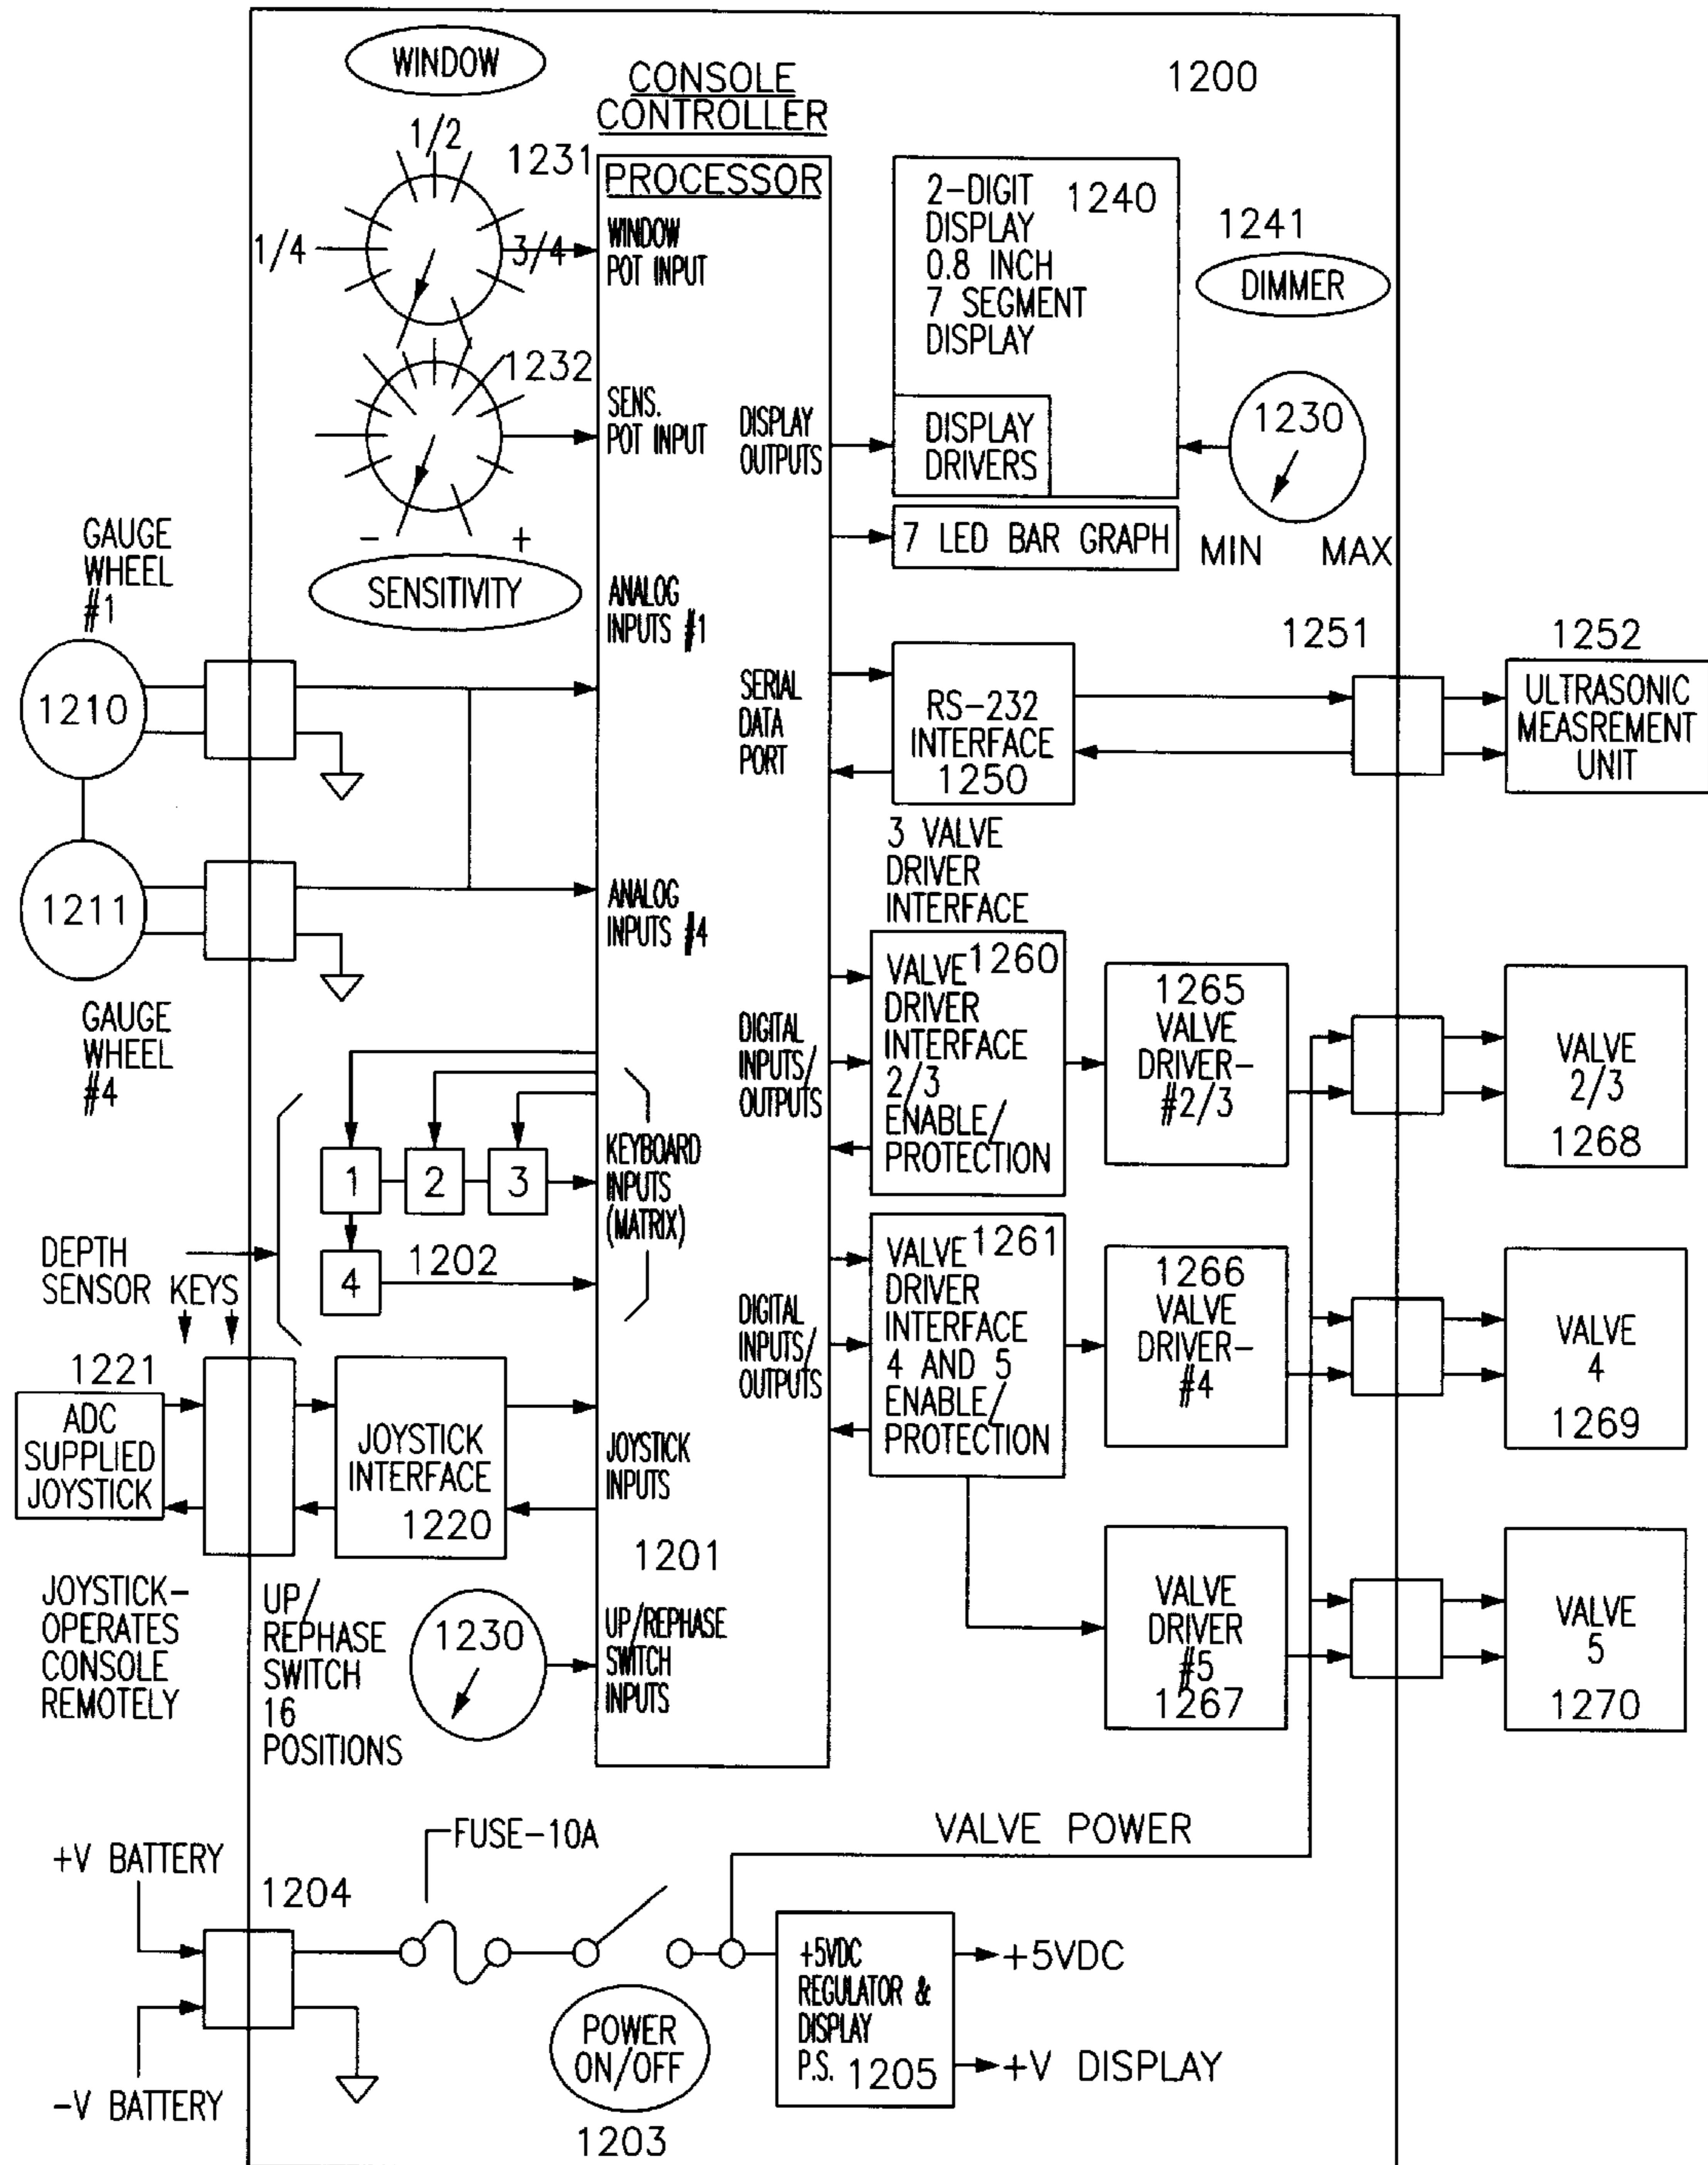 WINDOW
CONSOLE
CONTROLLER
1200
1/2
1231
1/4
3/4
PROCESSOR
WINDOW
POT INPUT
2-DIGIT
DISPLAY
0.8 INCH
7 SEGMENT
DISPLAY
1240
1241
DIMMER
1232
SENS.
POT INPUT
DISPLAY
OUTPUTS
DISPLAY
DRIVERS
1230
- +
SENSITIVITY
7 LED BAR GRAPH
MIN MAX
GAUGE
WHEEL
#1
1210
ANALOG
INPUTS #1
SERIAL
DATA
PORT
RS-232
INTERFACE
1250
1251
1252
ULTRASONIC
MEASREMENT
UNIT
1211
GAUGE
WHEEL
#4
ANALOG
INPUTS #4
3 VALVE
DRIVER
INTERFACE
DIGITAL
INPUTS/
OUTPUTS
VALVE 1260
DRIVER
INTERFACE
2/3
ENABLE/
PROTECTION
1265
VALVE
DRIVER-
#2/3
VALVE
2/3
1268
1
2
3
4
1202
KEYBOARD
INPUTS
(MATRIX)
DEPTH
SENSOR KEYS
DIGITAL
INPUTS/
OUTPUTS
VALVE 1261
DRIVER
INTERFACE
4 AND 5
ENABLE/
PROTECTION
1266
VALVE
DRIVER-
#4
VALVE
4
1269
1221
ADC
SUPPLIED
JOYSTICK
JOYSTICK
INTERFACE
1220
JOYSTICK
INPUTS
1201
JOYSTICK-
OPERATES
CONSOLE
REMOTELY
UP/
REPHASE
SWITCH
16
POSITIONS
1230
UP/REPHASE
SWITCH
INPUTS
VALVE
DRIVER
#5
1267
VALVE
5
1270
VALVE POWER
FUSE-10A
+V BATTERY
1204
-V BATTERY
POWER
ON/OFF
1203
+5VDC
REGULATOR &
DISPLAY
P.S. 1205
+5VDC
+V DISPLAY